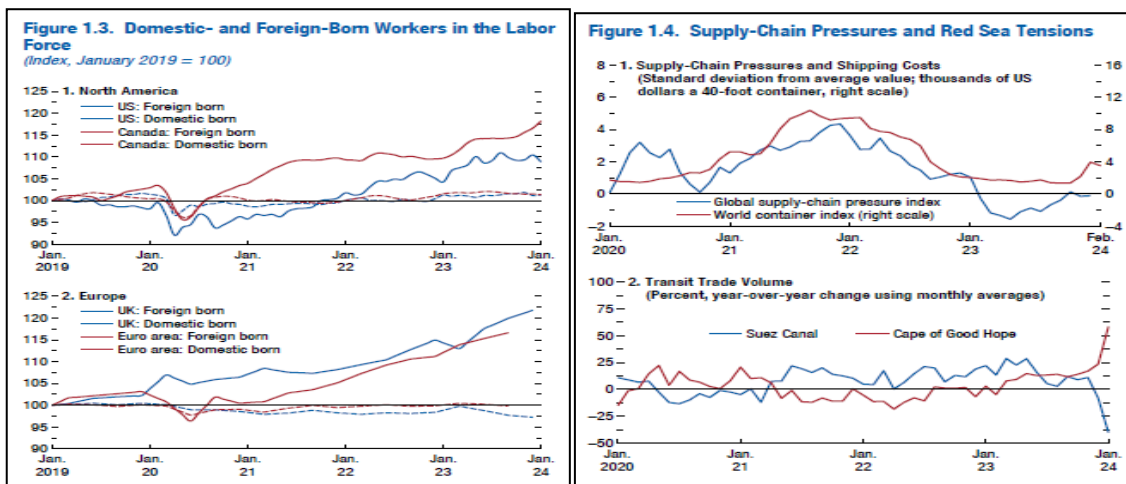 Figure 1.3. Domestic- and Foreign-Born Workers in the Labor
Force
(Index, January 2019 = 100)
125
1. North America
US: Foreign born
US: Domestic born
Canada: Foreign born
Canada: Domestic born
120
115
110
105
100
95
90
Jan.
2019
Jan.
20
Jan.
21
Jan.
22
Jan.
23
Jan.
24
125
2. Europe
UK: Foreign born
UK: Domestic born
Euro area: Foreign born
Euro area: Domestic born
120
115
110
105
100
95
90
Jan.
2019
Jan.
20
Jan.
21
Jan.
22
Jan.
23
Jan.
24
Figure 1.4. Supply-Chain Pressures and Red Sea Tensions
8
1. Supply-Chain Pressures and Shipping Costs
(Standard deviation from average value; thousands of US
dollars a 40-foot container, right scale)
16
6
12
4
8
2
4
0
0
−2
−4
Global supply-chain pressure index
World container index (right scale)
Jan.
2020
Jan.
21
Jan.
22
Jan.
23
Feb.
24
100
2. Transit Trade Volume
(Percent, year-over-year change using monthly averages)
Suez Canal
Cape of Good Hope
75
50
25
0
−25
−50
Jan.
2020
Jan.
21
Jan.
22
Jan.
23
Jan.
24